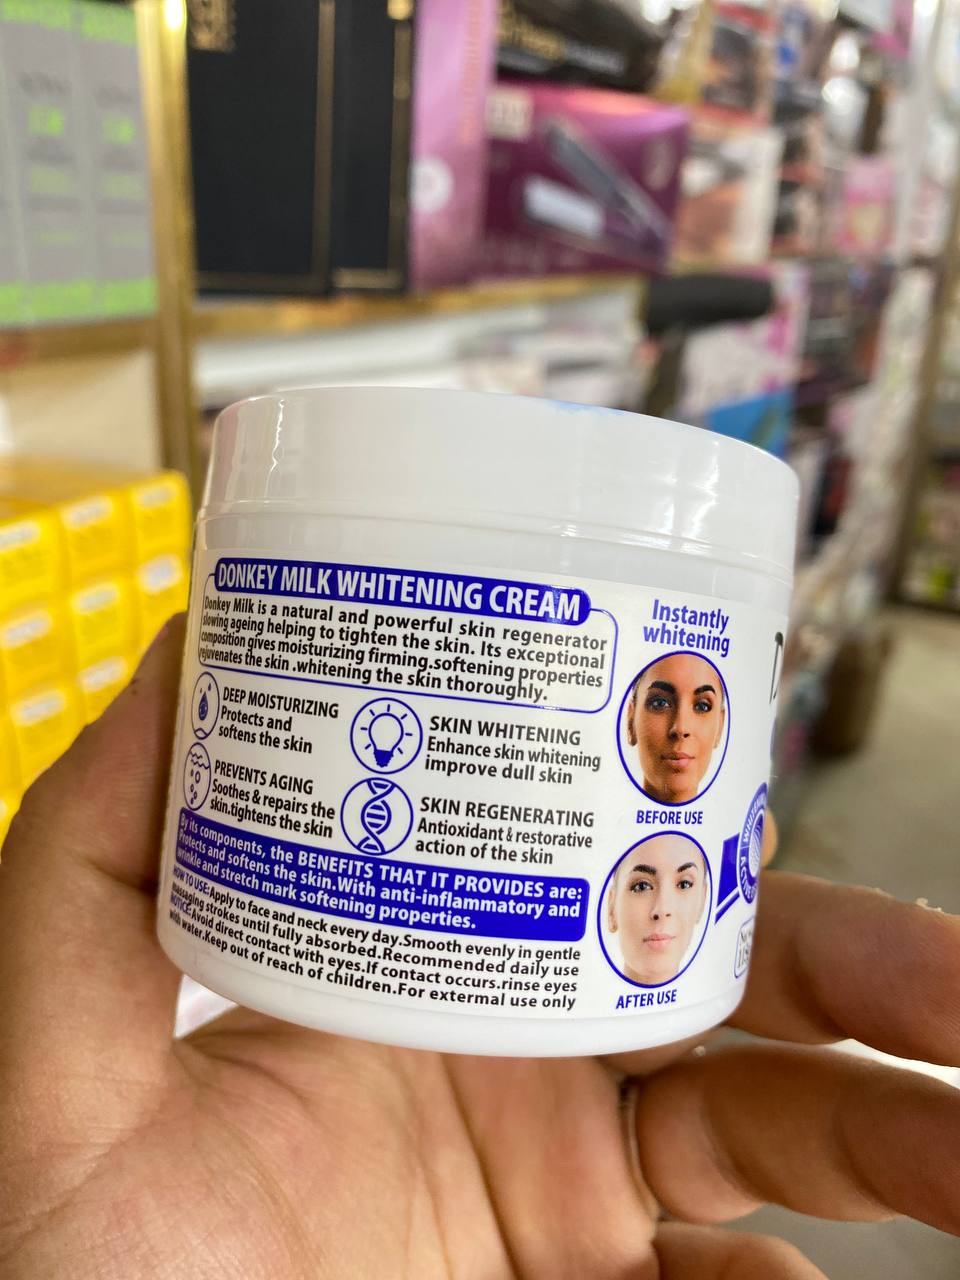 DONKEY MILK WHITENING CREAM
Donkey Milk is a natural and powerful skin regenerator
slowing ageing helping to tighten the skin. Its exceptional
composition gives moisturizing firming.softening properties
rejuvenates the skin .whitening the skin thoroughly.
DEEP MOISTURIZING
Protects and
softens the skin
SKIN WHITENING
Enhance skin whitening
improve dull skin
PREVENTS AGING
Soothes & repairs the
skin.tightens the skin
SKIN REGENERATING
Antioxidant & restorative
action of the skin
By its components, the BENEFITS THAT IT PROVIDES are:
Protects and softens the skin.With anti-inflammatory and
wrinkle and stretch mark softening properties.
HOW TO USE:Apply to face and neck every day.Smooth evenly in gentle
massaging strokes until fully absorbed.Recommended daily use
NOTICE:Avoid direct contact with eyes.If contact occurs.rinse eyes
with water.Keep out of reach of children.For extermal use only
Instantly
whitening
BEFORE USE
AFTER USE